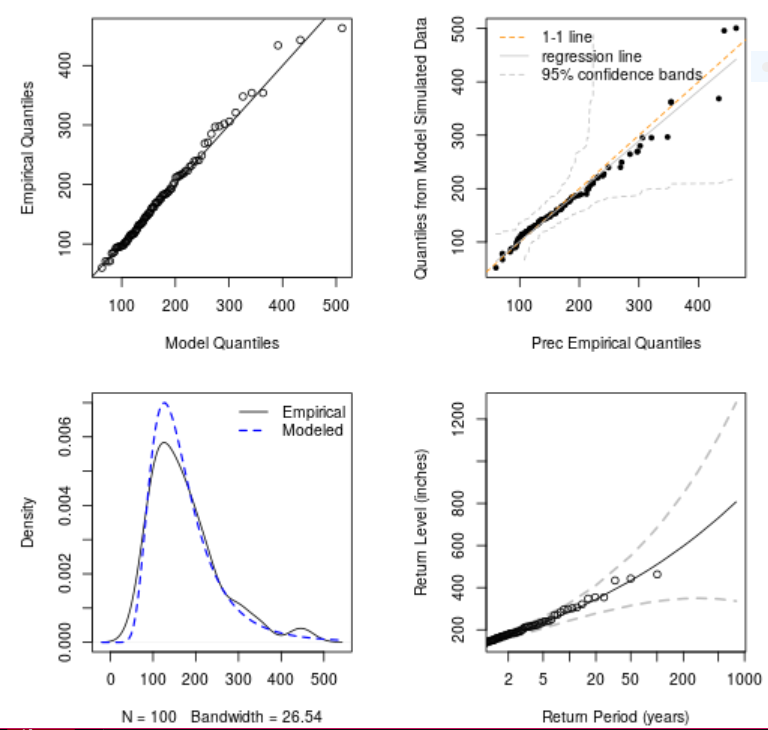 Empirical Quantiles
400
300
200
100
100 200 300 400 500
Model Quantiles
Quantiles from Model Simulated Data
500
400
300
200
100
1-1 line
regression line
95% confidence bands
100 200 300 400
Prec Empirical Quantiles
Density
0.006
0.004
0.002
0.000
Empirical
Modeled
0 100 200 300 400 500
N = 100 Bandwidth = 26.54
Return Level (inches)
1200
800
600
400
200
2 5 20 50 200 1000
Return Period (years)